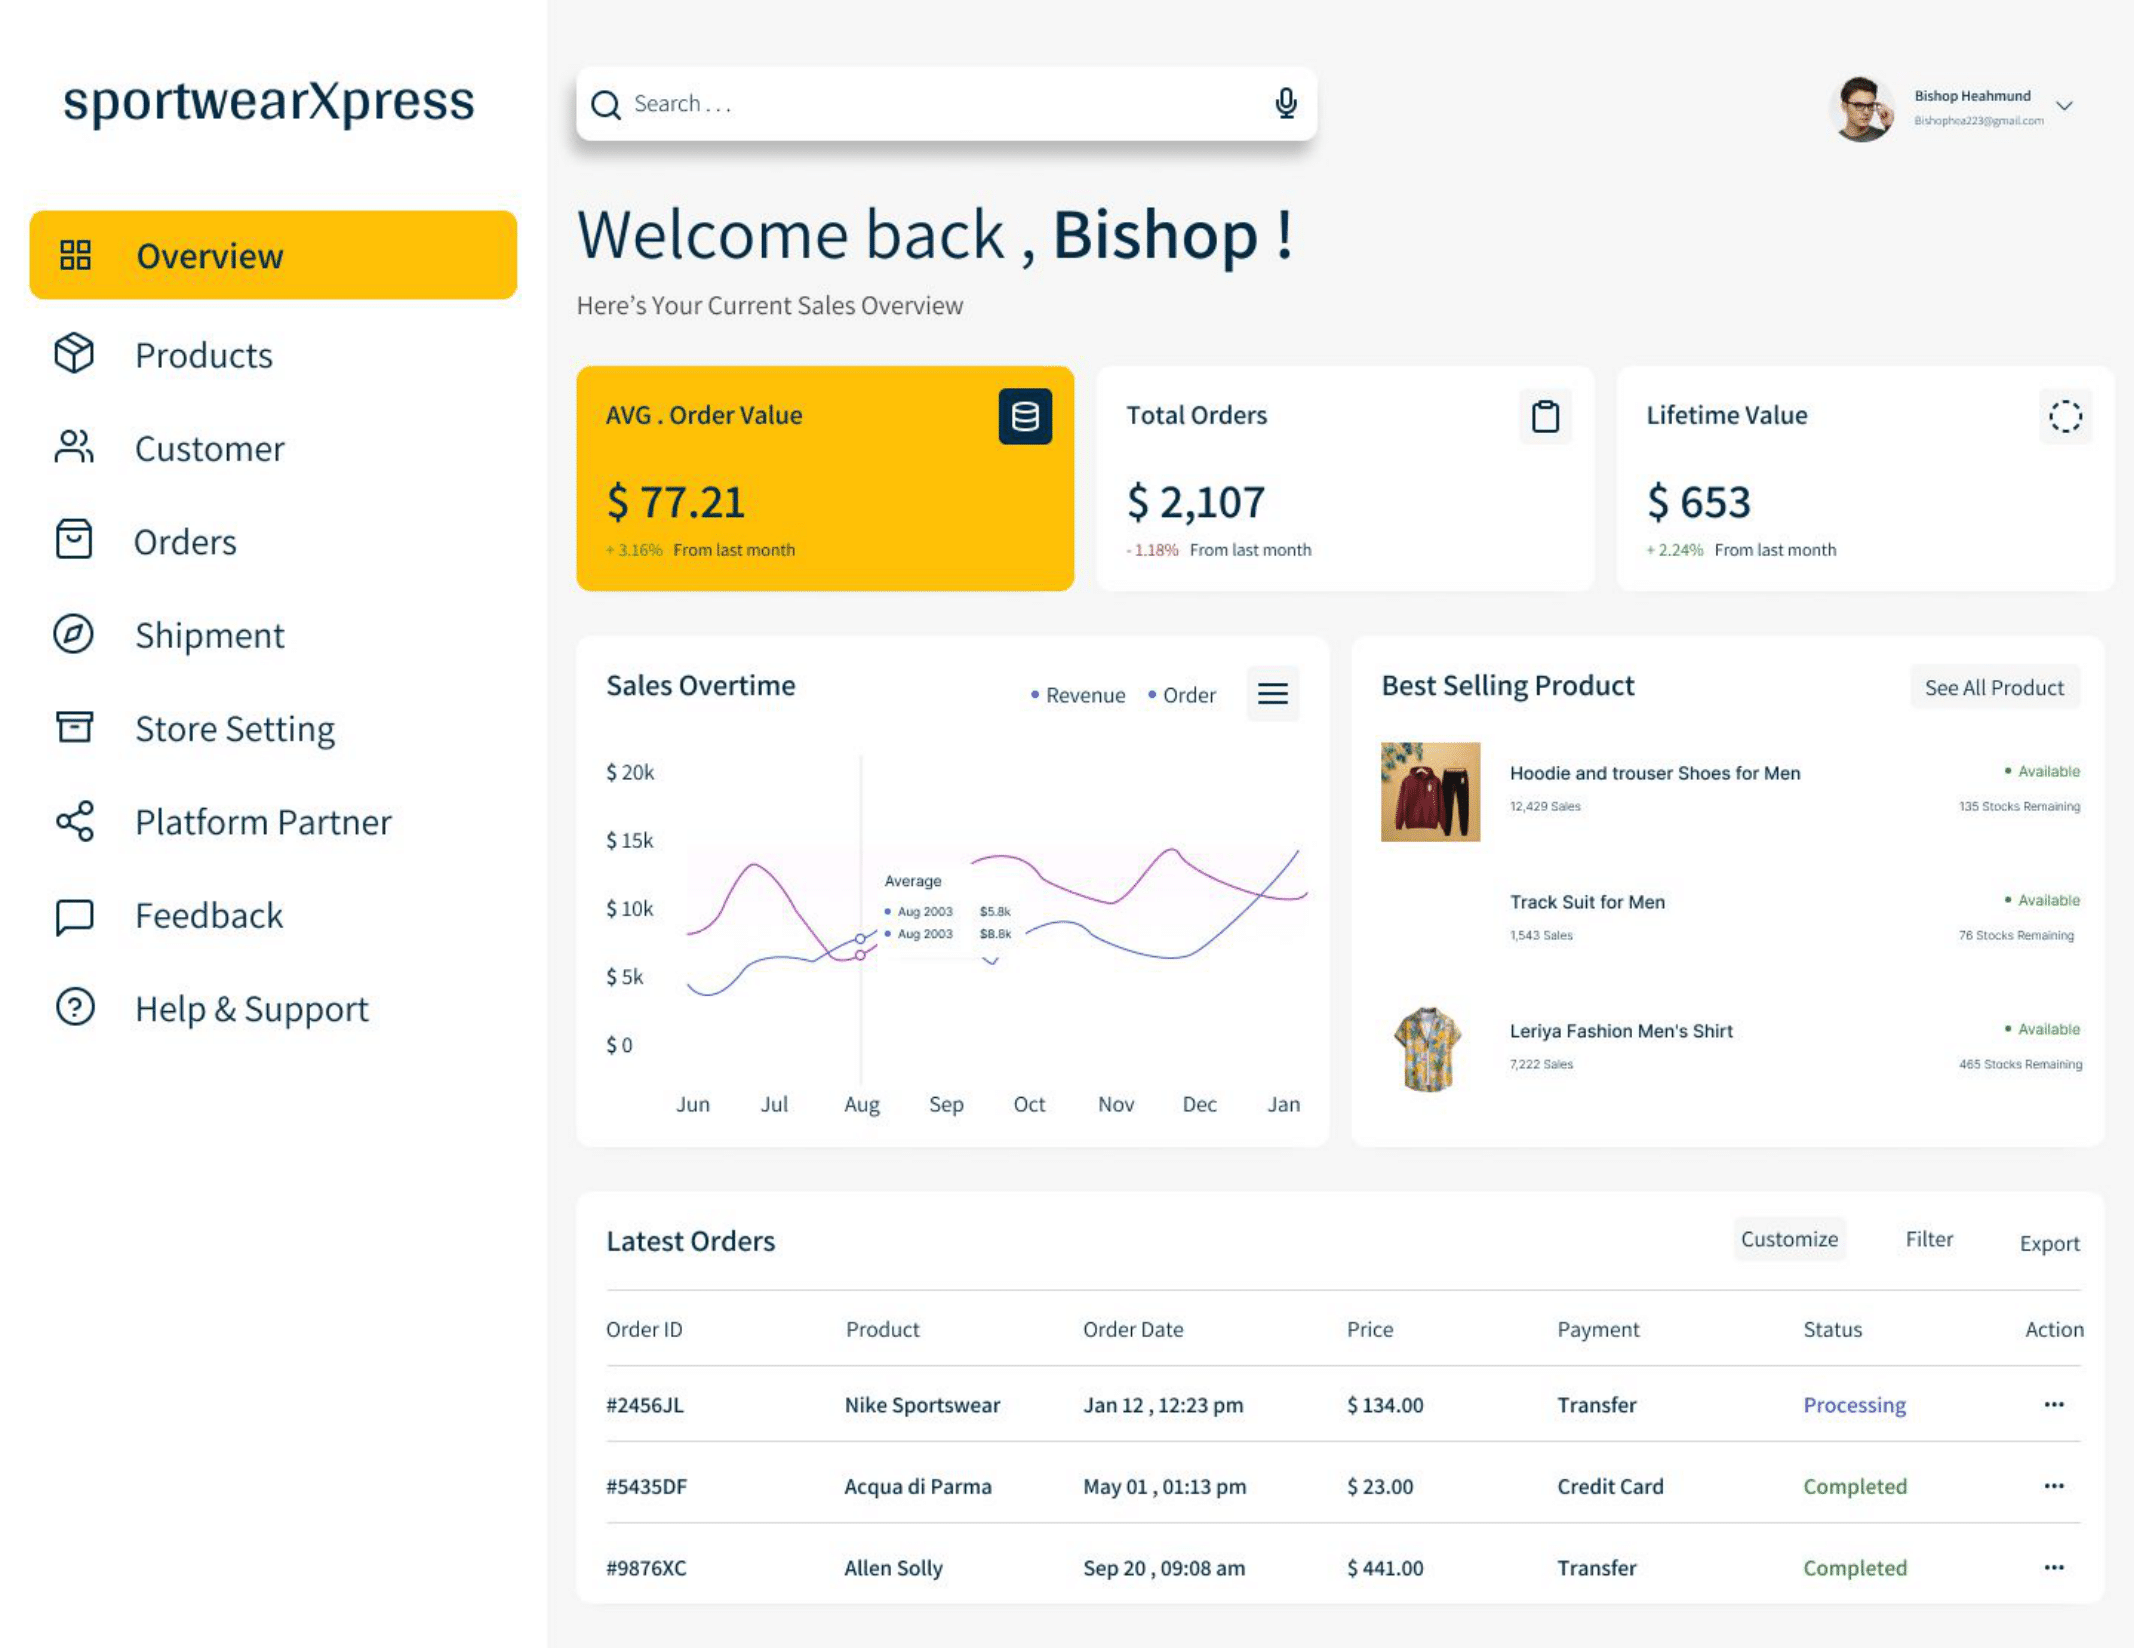 sportwearXpress
Search . . .
Bishop Heahmund
Bishophea223@gmail.com
Overview
Products
Customer
Orders
Shipment
Store Setting
Platform Partner
Feedback
Help & Support
Welcome back , Bishop !
Here’s Your Current Sales Overview
AVG . Order Value
$ 77.21
+ 3.16% From last month
Total Orders
$ 2,107
- 1.18% From last month
Lifetime Value
$ 653
+ 2.24% From last month
Sales Overtime
• Revenue • Order
$ 20k
$ 15k
$ 10k
$ 5k
$ 0
Average
• Aug 2003 $5.8k
• Aug 2003 $8.8k
Jun Jul Aug Sep Oct Nov Dec Jan
Best Selling Product
See All Product
Hoodie and trouser Shoes for Men
• Available
12,429 Sales
135 Stocks Remaining
Track Suit for Men
• Available
1,543 Sales
76 Stocks Remaining
Leriya Fashion Men's Shirt
• Available
7,222 Sales
465 Stocks Remaining
Latest Orders
Customize Filter Export
Order ID Product Order Date Price Payment Status Action
#2456JL Nike Sportswear Jan 12 , 12:23 pm $ 134.00 Transfer Processing ···
#5435DF Acqua di Parma May 01 , 01:13 pm $ 23.00 Credit Card Completed ···
#9876XC Allen Solly Sep 20 , 09:08 am $ 441.00 Transfer Completed ···